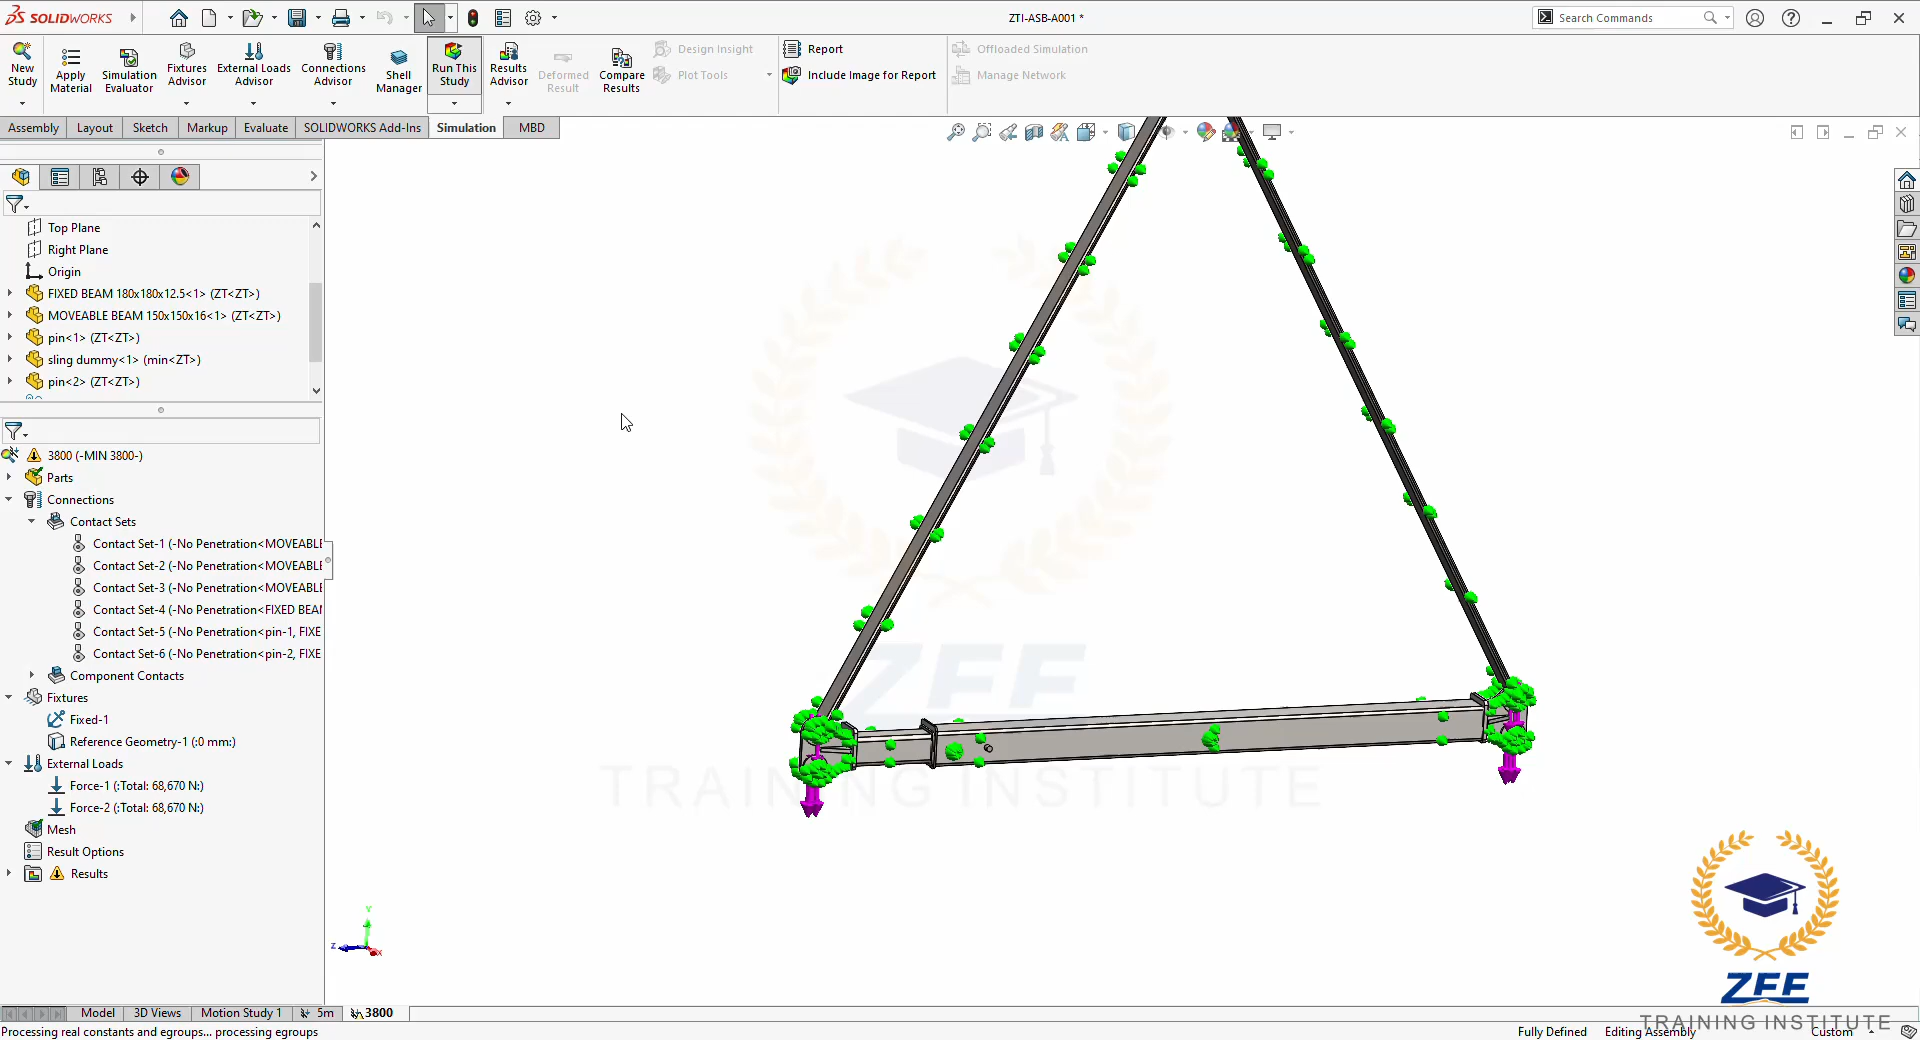 SOLIDWORKS
ZTI-ASB-A001 *
Search Commands
New Study
Apply Material
Simulation Evaluator
Fixtures Advisor
External Loads Advisor
Connections Advisor
Shell Manager
Run This Study
Results Advisor
Deformed Result
Compare Results
Design Insight
Plot Tools
Report
Include Image for Report
Offloaded Simulation
Manage Network
Assembly
Layout
Sketch
Markup
Evaluate
SOLIDWORKS Add-Ins
Simulation
MBD
Top Plane
Right Plane
Origin
FIXED BEAM 180x180x12.5<1> (ZT<ZT>)
MOVEABLE BEAM 150x150x16<1> (ZT<ZT>)
pin<1> (ZT<ZT>)
sling dummy<1> (min<ZT>)
pin<2> (ZT<ZT>)
3800 (-MIN 3800-)
Parts
Connections
Contact Sets
Contact Set-1 (-No Penetration<MOVEABLE
Contact Set-2 (-No Penetration<MOVEABLE
Contact Set-3 (-No Penetration<MOVEABLE
Contact Set-4 (-No Penetration<FIXED BEAM
Contact Set-5 (-No Penetration<pin-1, FIXE
Contact Set-6 (-No Penetration<pin-2, FIXE
Component Contacts
Fixtures
Fixed-1
Reference Geometry-1 (:0 mm:)
External Loads
Force-1 (:Total: 68,670 N:)
Force-2 (:Total: 68,670 N:)
Mesh
Result Options
Results
ZFE
TRAINING INSTITUTE
Y
Z
X
ZFE
TRAINING INSTITUTE
Model
3D Views
Motion Study 1
5m
3800
Processing real constants and egroups... processing egroups
Fully Defined
Editing Assembly
Custom